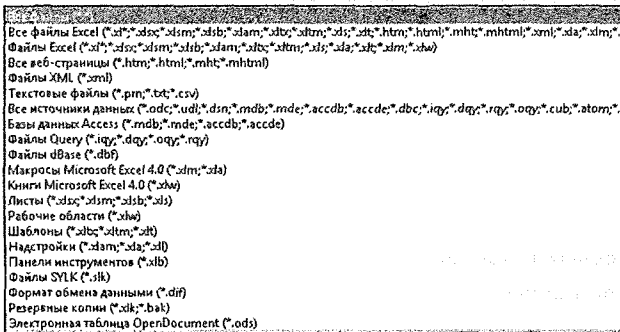 Все файлы (*.*)
Все файлы Excel (*.xl*;*.xlsx;*.xlsm;*.xlsb;*.xlam;*.xltx;*.xltm;*.xls;*.xlt;*.htm;*.html;*.mht;*.mhtml;*.xml;*.xla;*.xlm;*.
Файлы Excel (*.xl*;*.xlsx;*.xlsm;*.xlsb;*.xlam;*.xltx;*.xltm;*.xls;*.xla;*.xlt;*.xlm;*.xlw)
Все веб-страницы (*.htm;*.html;*.mht;*.mhtml)
Файлы XML (*.xml)
Текстовые файлы (*.prn;*.txt;*.csv)
Все источники данных (*.odc;*.udl;*.dsn;*.mdb;*.mde;*.accdb;*.accde;*.dbc;*.iqy;*.dqy;*.rqy;*.oqy;*.cub;*.atom;*.
Базы данных Access (*.mdb;*.mde;*.accdb;*.accde)
Файлы Query (*.iqy;*.dqy;*.oqy;*.rqy)
Файлы dBase (*.dbf)
Макросы Microsoft Excel 4.0 (*.xlm;*.xla)
Книги Microsoft Excel 4.0 (*.xlw)
Листы (*.xlsx;*.xlsm;*.xlsb;*.xls)
Рабочие области (*.xlw)
Шаблоны (*.xltx;*.xltm;*.xlt)
Надстройки (*.xlam;*.xla;*.xll)
Панели инструментов (*.xlb)
Файлы SYLK (*.slk)
Формат обмена данными (*.dif)
Резервные копии (*.xlk;*.bak)
Электронная таблица OpenDocument (*.ods)